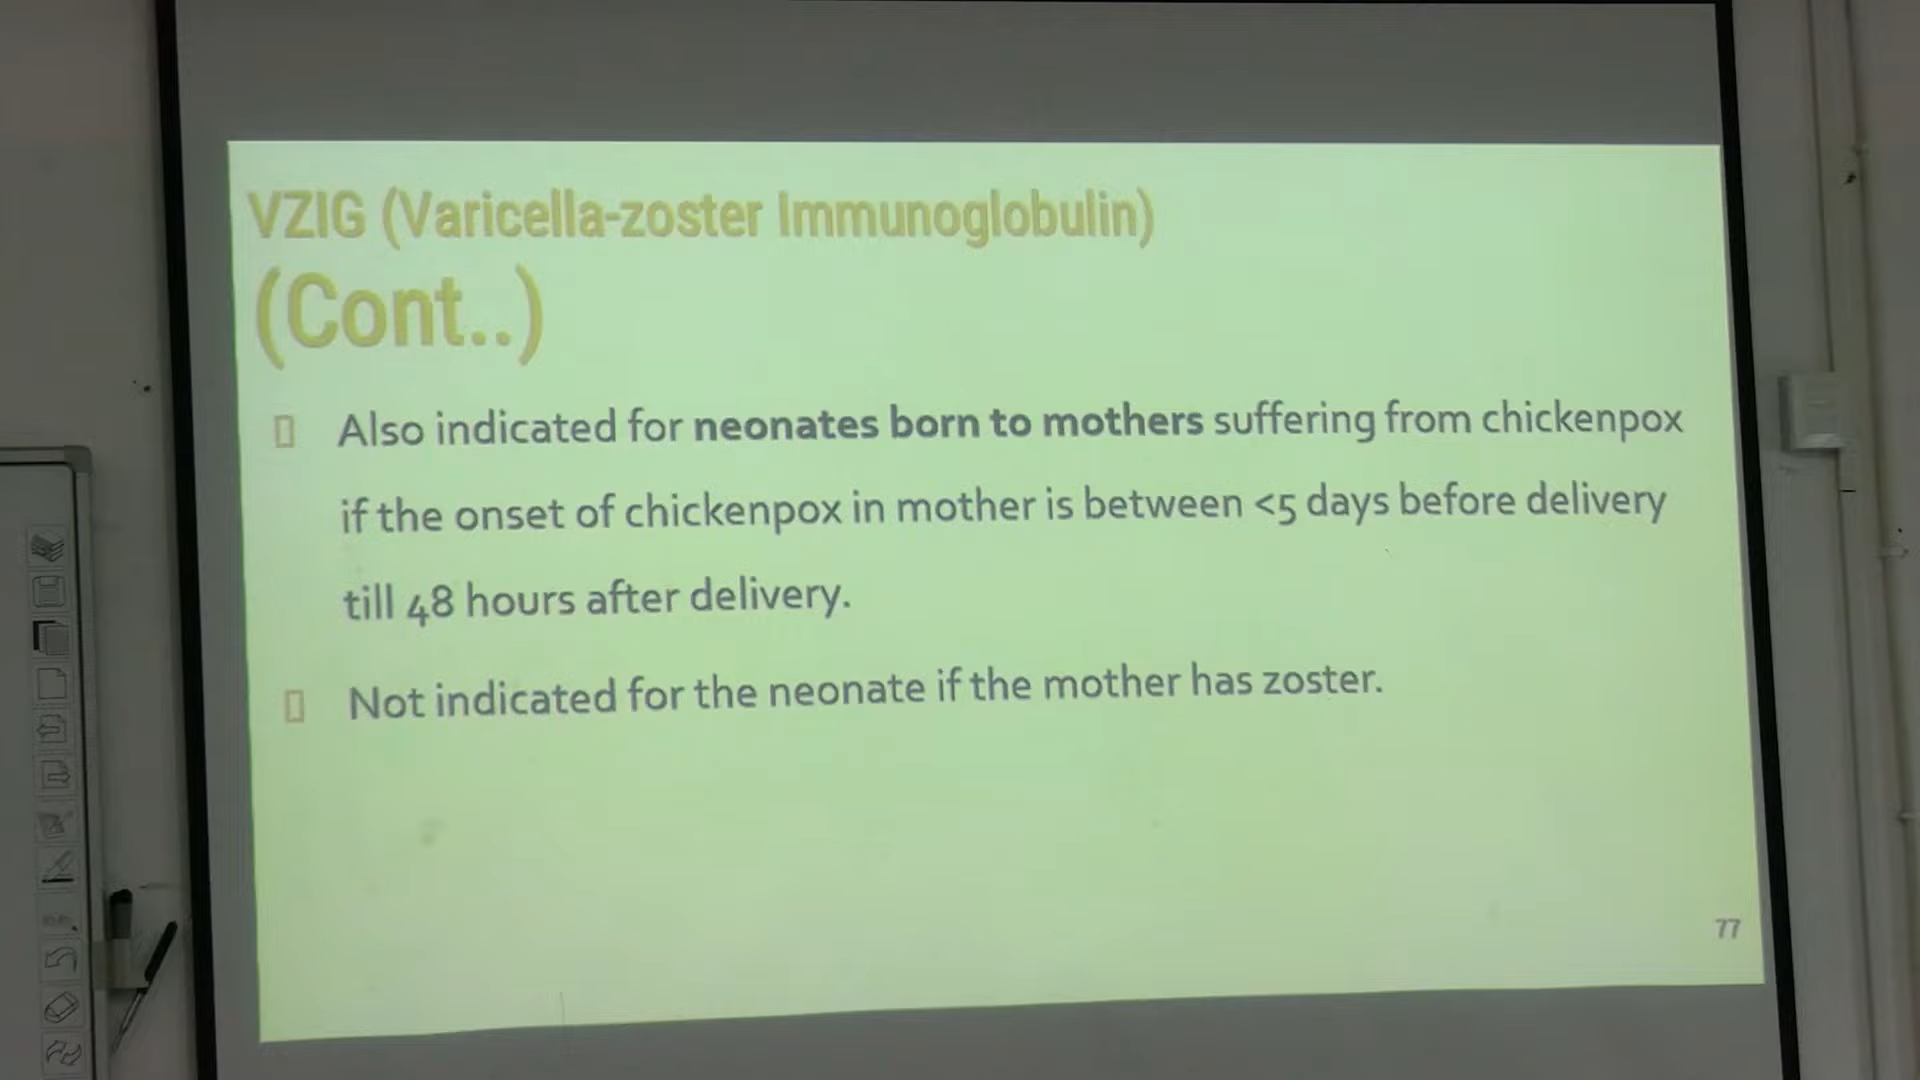 VZIG (Varicella-zoster Immunoglobulin)
(Cont..)
Also indicated for neonates born to mothers suffering from chickenpox
if the onset of chickenpox in mother is between <5 days before delivery
till 48 hours after delivery.
Not indicated for the neonate if the mother has zoster.
77